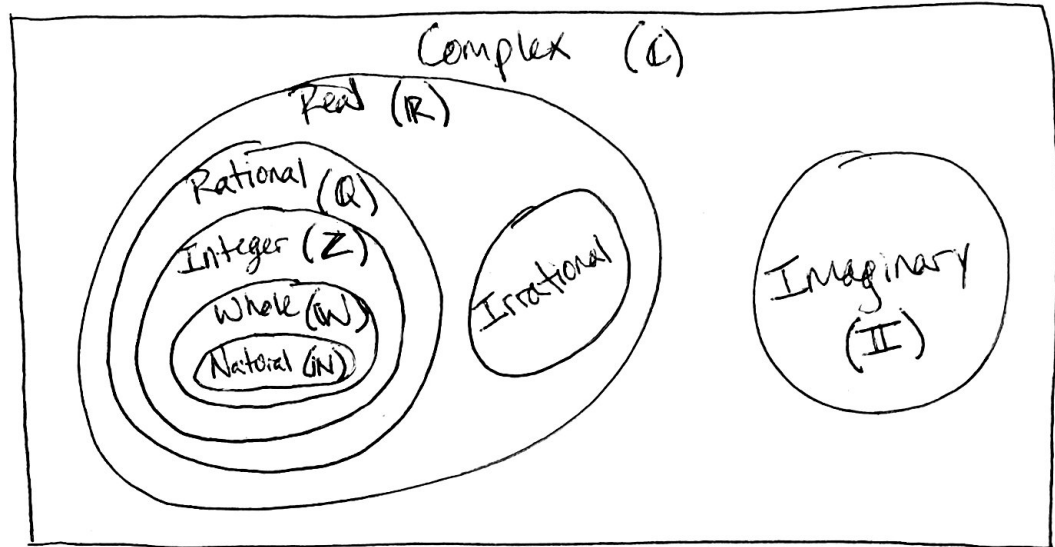 Complex (ℂ)
Real (ℝ)
Rational (ℚ)
Integer (ℤ)
Whole (𝕎)
Natural (ℕ)
Irrational
Imaginary
(𝕀)